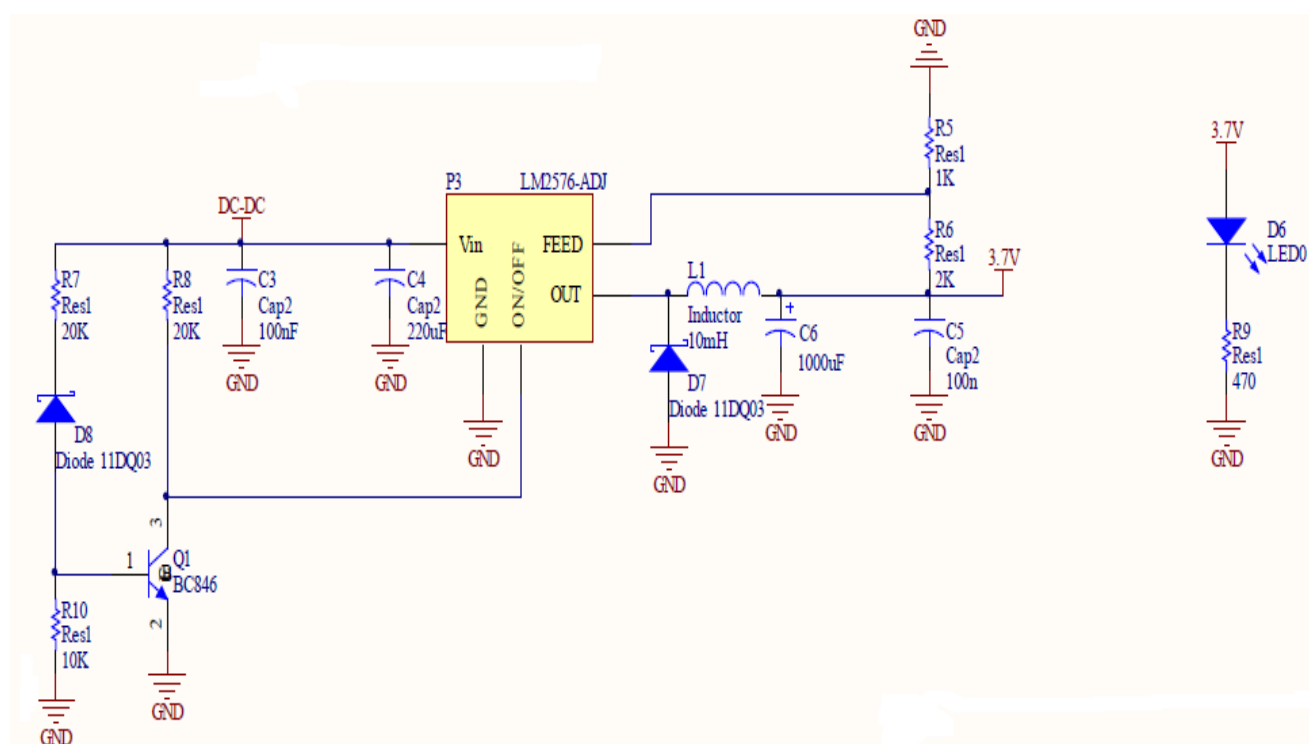 GND
R5
Res1
1K
3.7V
P3
LM2576-ADJ
DC-DC
Vin
FEED
GND
ON/OFF
OUT
R6
Res1
2K
3.7V
D6
LED0
R7
Res1
20K
R8
Res1
20K
C3
Cap2
100nF
C4
Cap2
220uF
L1
Inductor
10mH
+
C6
1000uF
C5
Cap2
100n
R9
Res1
470
GND
GND
D7
Diode 11DQ03
GND
GND
GND
GND
GND
D8
Diode 11DQ03
3
1
Q1
BC846
2
R10
Res1
10K
GND
GND